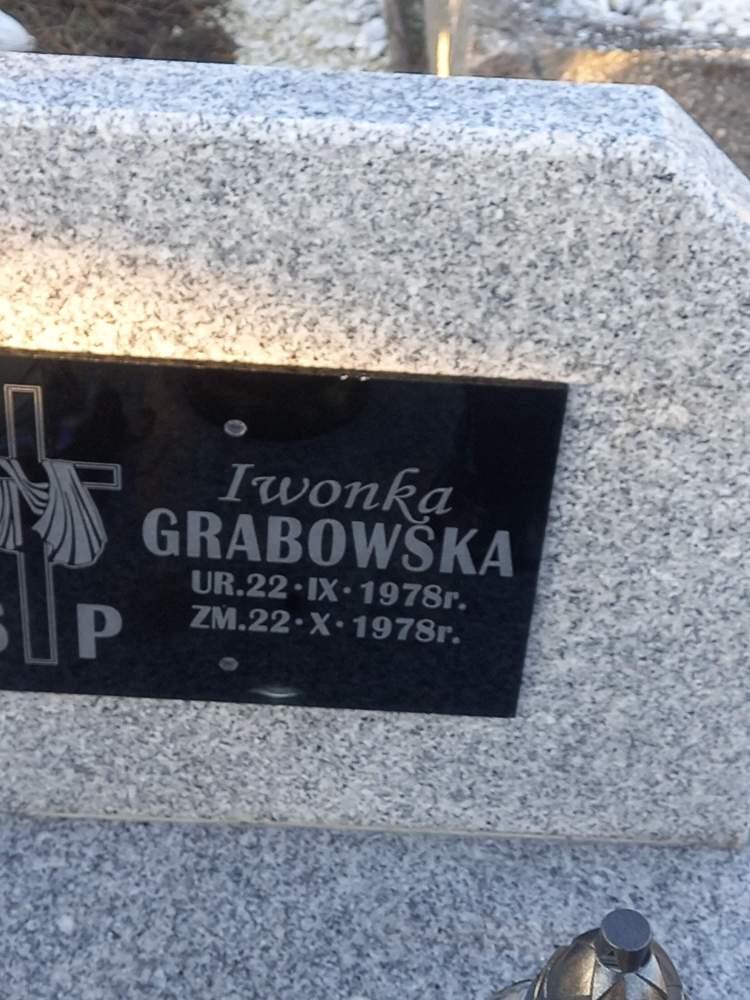 Iwonka
GRABOWSKA
UR.22·IX·1978r.
ZM.22·X·1978r.
S P